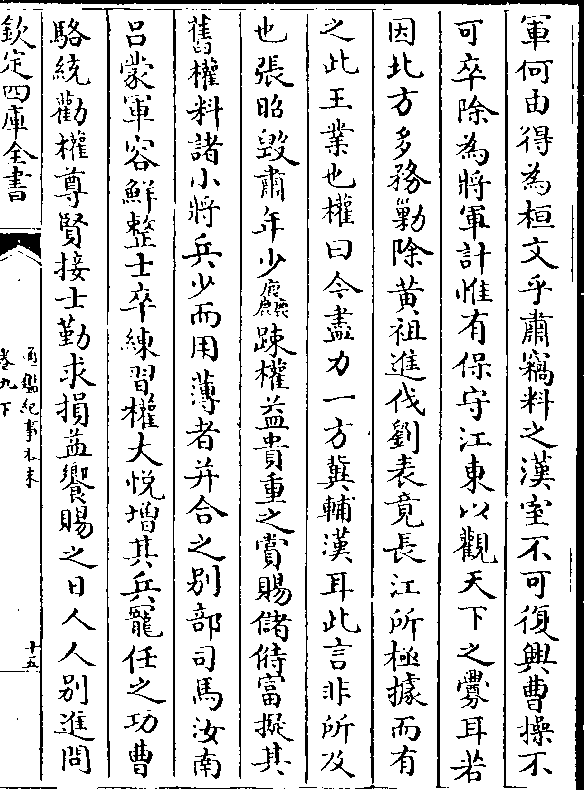 軍何由得為桓文乎肅竊料之漢室不可復興曹操不
可卒除為將軍計惟有保守江東以觀天下之釁耳若
因北方多務勦除黄祖進伐劉表竟長江所極據而有
之此王業也權曰今盡力一方冀輔漢耳此言非所及
也張昭毁肅年少麤踈權益貴重之賞賜儲偫富擬其
舊權料諸小將兵少而用薄者并合之别部司馬汝南
吕蒙軍容鮮整士卒練習權大悦增其兵寵任之功曹
駱統勸權尊賢接士勤求損益饗賜之日人人别進問
欽定四庫全書
通鑑紀事本末
卷九下
十五